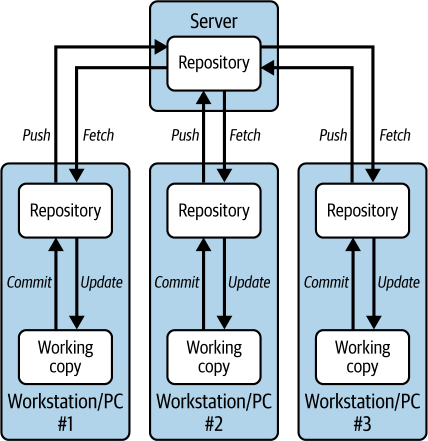 Server
Repository
Push
Fetch
Push
Fetch
Push
Fetch
Repository
Repository
Repository
Commit
Update
Commit
Update
Commit
Update
Working
copy
Working
copy
Working
copy
Workstation/PC
#1
Workstation/PC
#2
Workstation/PC
#3